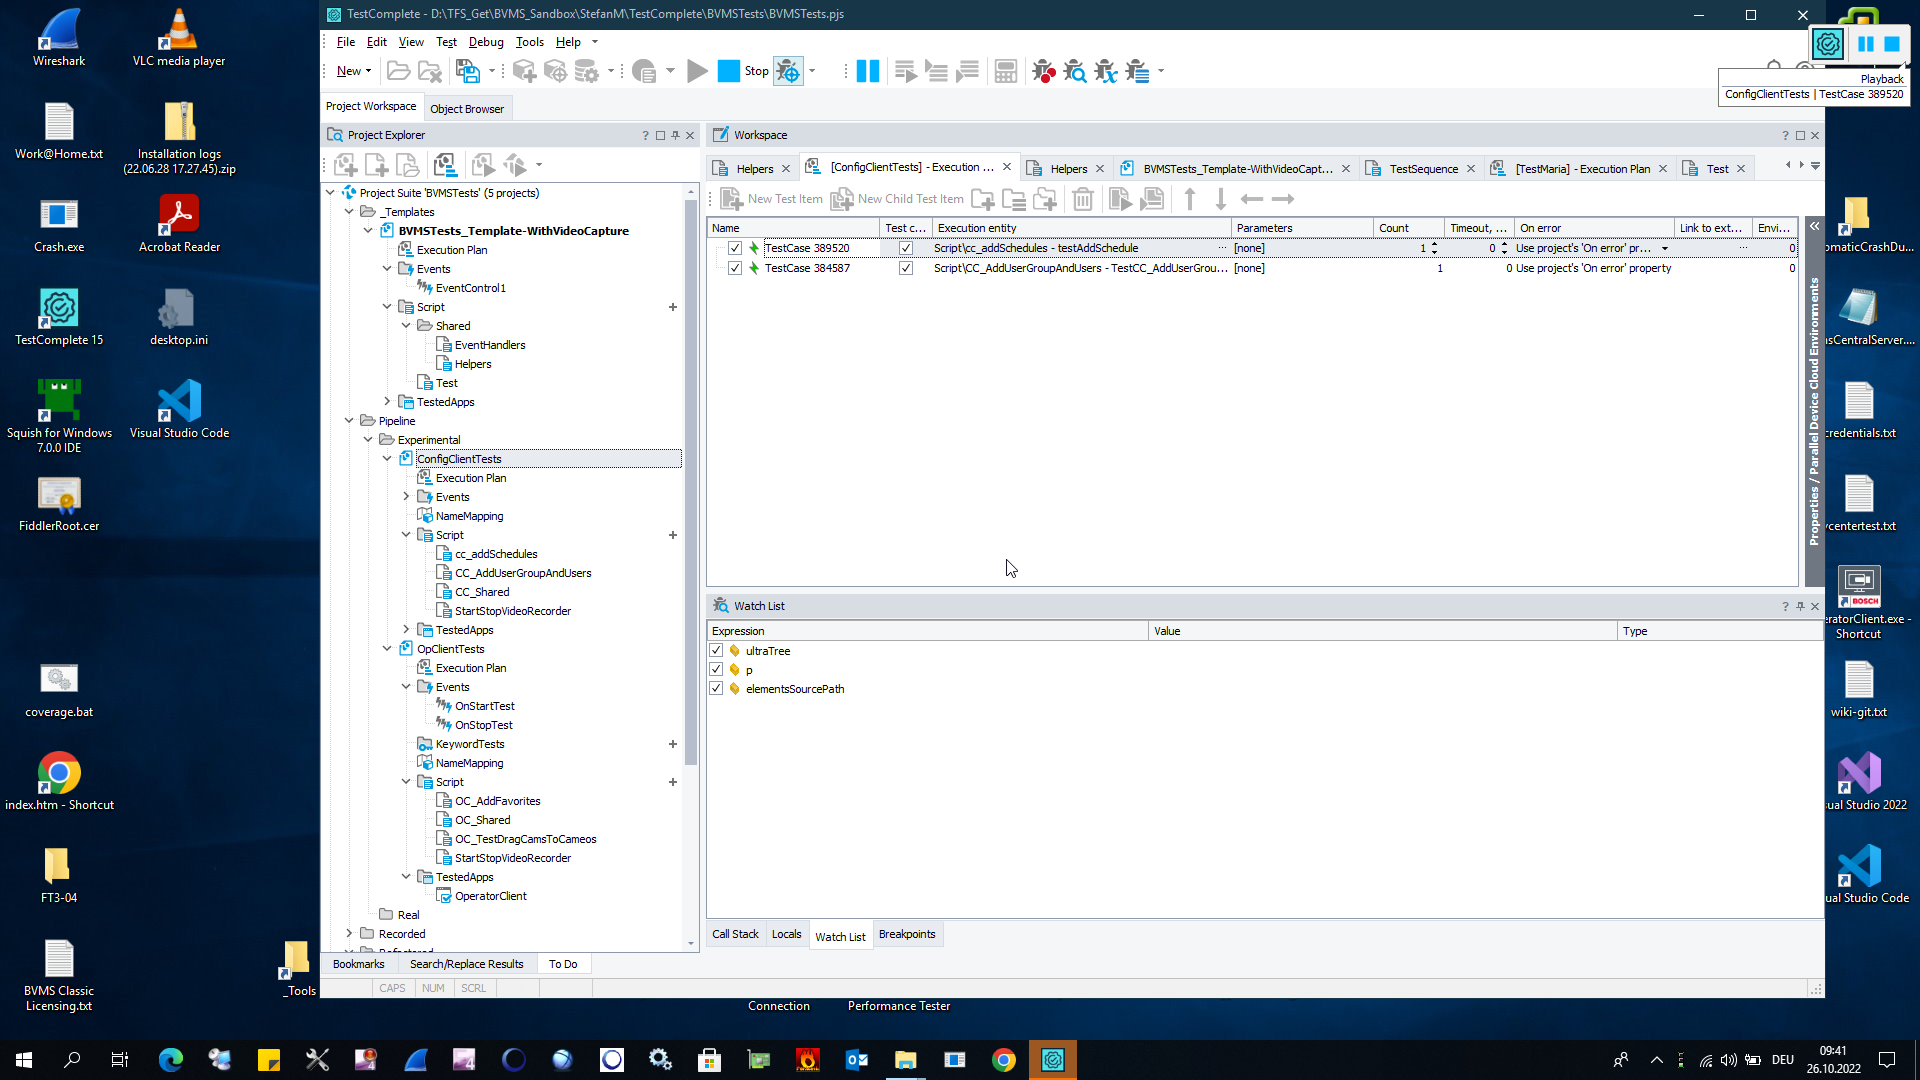 Wireshark
VLC media player
Work@Home.txt
Installation logs
(22.06.28 17.27.45).zip
Crash.exe
Acrobat Reader
TestComplete 15
desktop.ini
Squish for Windows
7.0.0 IDE
Visual Studio Code
FiddlerRoot.cer
coverage.bat
index.htm - Shortcut
FT3-04
BVMS Classic
Licensing.txt
_Tools
TestComplete - D:\TFS_Get\BVMS_Sandbox\StefanM\TestComplete\BVMSTests\BVMSTests.pjs
File Edit View Test Debug Tools Help
New
Stop
Playback
ConfigClientTests | TestCase 389520
Project Workspace
Object Browser
Project Explorer
Project Suite 'BVMSTests' (5 projects)
_Templates
BVMSTests_Template-WithVideoCapture
Execution Plan
Events
EventControl1
Script
Shared
EventHandlers
Helpers
Test
TestedApps
Pipeline
Experimental
ConfigClientTests
Execution Plan
Events
NameMapping
Script
cc_addSchedules
CC_AddUserGroupAndUsers
CC_Shared
StartStopVideoRecorder
TestedApps
OpClientTests
Execution Plan
Events
OnStartTest
OnStopTest
KeywordTests
NameMapping
Script
OC_AddFavorites
OC_Shared
OC_TestDragCamsToCameos
StartStopVideoRecorder
TestedApps
OperatorClient
Real
Recorded
Bookmarks
Search/Replace Results
To Do
CAPS NUM SCRL
Workspace
Helpers
[ConfigClientTests] - Execution ...
Helpers
BVMSTests_Template-WithVideoCapt...
TestSequence
[TestMaria] - Execution Plan
Test
New Test Item
New Child Test Item
Name Test c... Execution entity Parameters Count Timeout, ... On error Link to ext... Envi...
TestCase 389520 Script\cc_addSchedules - testAddSchedule ... [none] 1 0 Use project's 'On error' pr... ... 0
TestCase 384587 Script\CC_AddUserGroupAndUsers - TestCC_AddUserGrou... [none] 1 0 Use project's 'On error' property 0
Properties / Parallel Device Cloud Environments
Watch List
Expression Value Type
ultraTree
p
elementsSourcePath
Call Stack
Locals
Watch List
Breakpoints
Connection
Performance Tester
omaticCrashDu...
sCentralServer....
credentials.txt
ycentertest.txt
BOSCH
eratorClient.exe -
Shortcut
wiki-git.txt
sual Studio 2022
ual Studio Code
DEU
09:41
26.10.2022